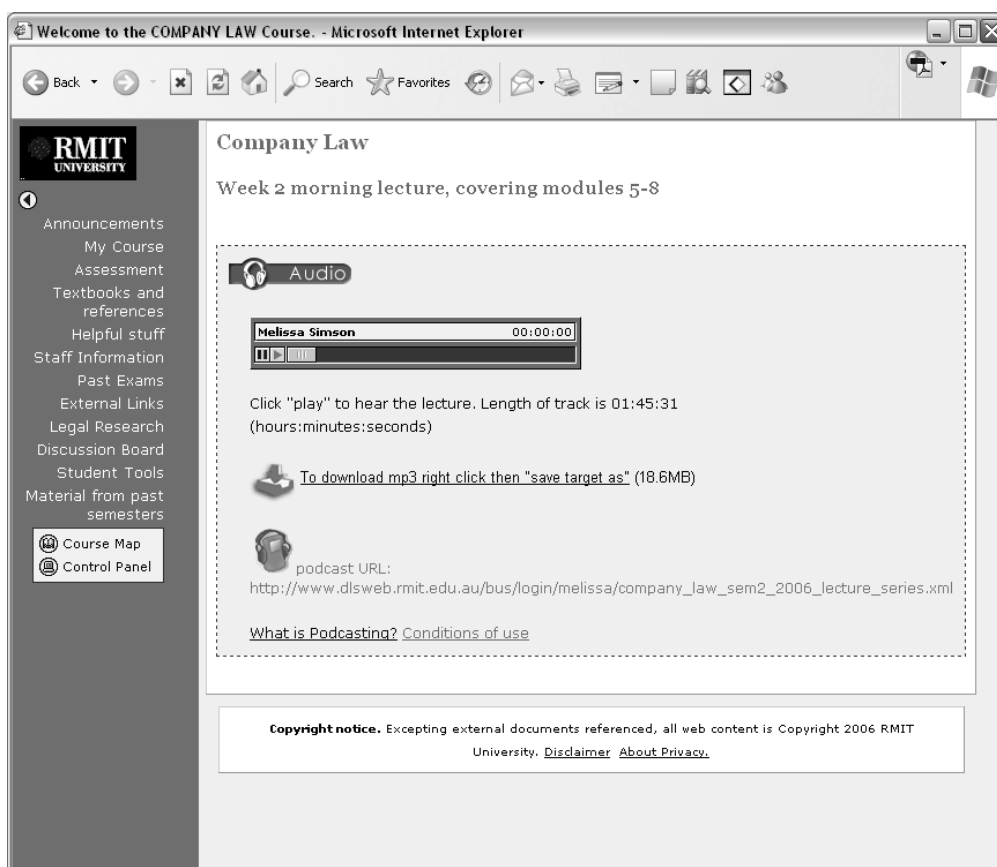 Welcome to the COMPANY LAW Course. - Microsoft Internet Explorer
Back Search Favorites
RMIT
UNIVERSITY
Announcements
My Course
Assessment
Textbooks and
references
Helpful stuff
Staff Information
Past Exams
External Links
Legal Research
Discussion Board
Student Tools
Material from past
semesters
Course Map
Control Panel
Company Law
Week 2 morning lecture, covering modules 5-8
Audio
Melissa Simson 00:00:00
Click "play" to hear the lecture. Length of track is 01:45:31
(hours:minutes:seconds)
To download mp3 right click then "save target as" (18.6MB)
podcast URL:
http://www.dlsweb.rmit.edu.au/bus/login/melissa/company_law_sem2_2006_lecture_series.xml
What is Podcasting? Conditions of use
Copyright notice. Excepting external documents referenced, all web content is Copyright 2006 RMIT
University. Disclaimer About Privacy.